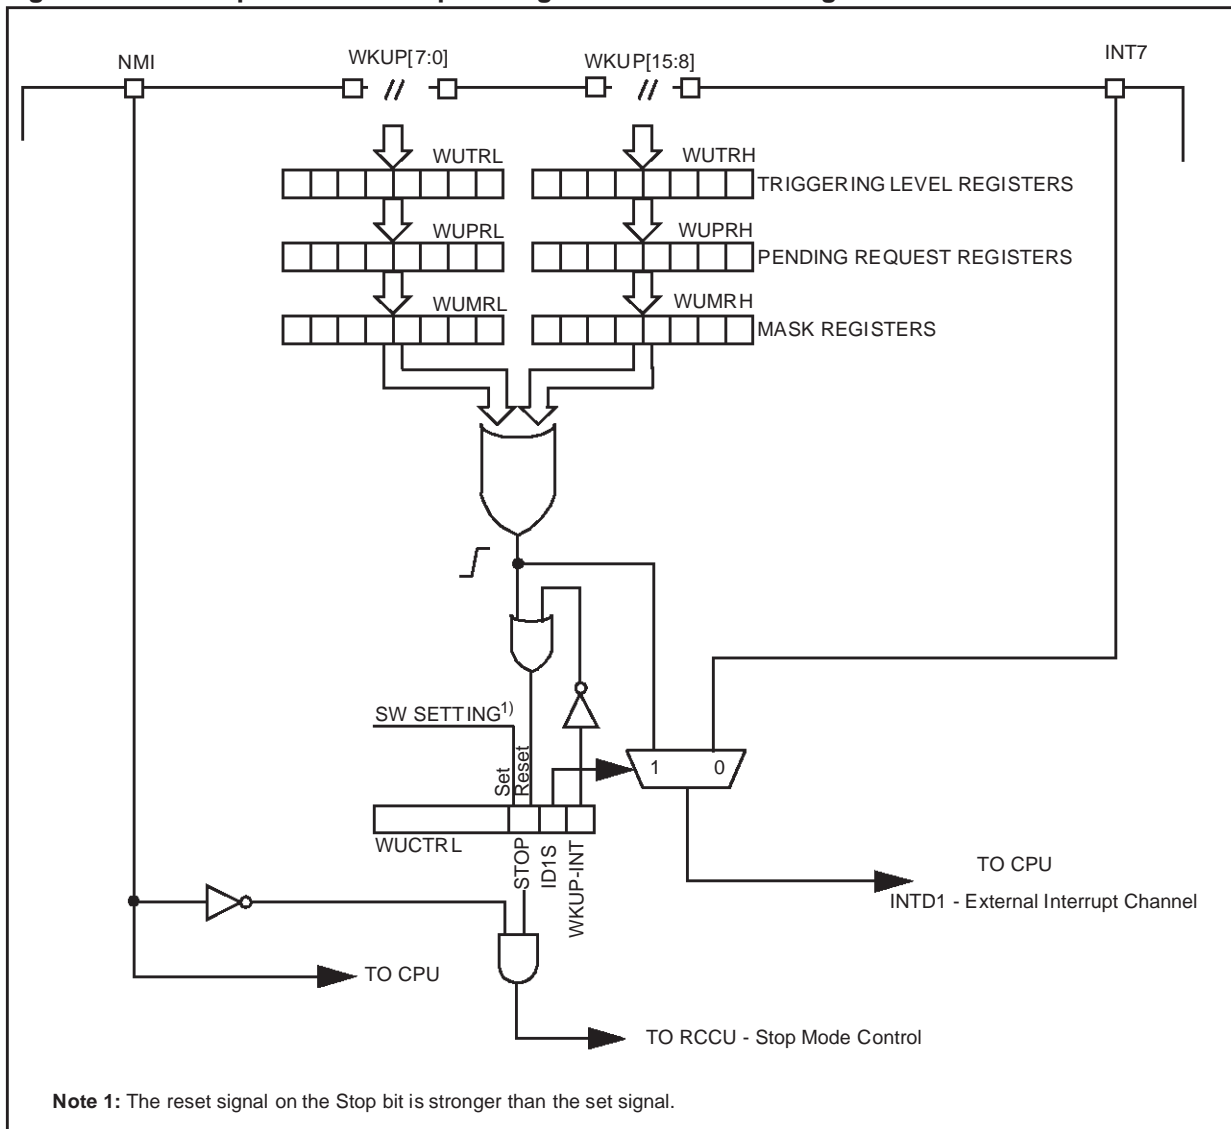 NMI
WKUP[7:0]
WKUP[15:8]
INT7
WUTRL
WUTRH
TRIGGERING LEVEL REGISTERS
WUPRL
WUPRH
PENDING REQUEST REGISTERS
WUMRL
WUMRH
MASK REGISTERS
SW SETTING1)
Set
Reset
1 0
WUCTRL
STOP
ID1S
WKUP-INT
TO CPU
INTD1 - External Interrupt Channel
TO CPU
TO RCCU - Stop Mode Control
Note 1: The reset signal on the Stop bit is stronger than the set signal.